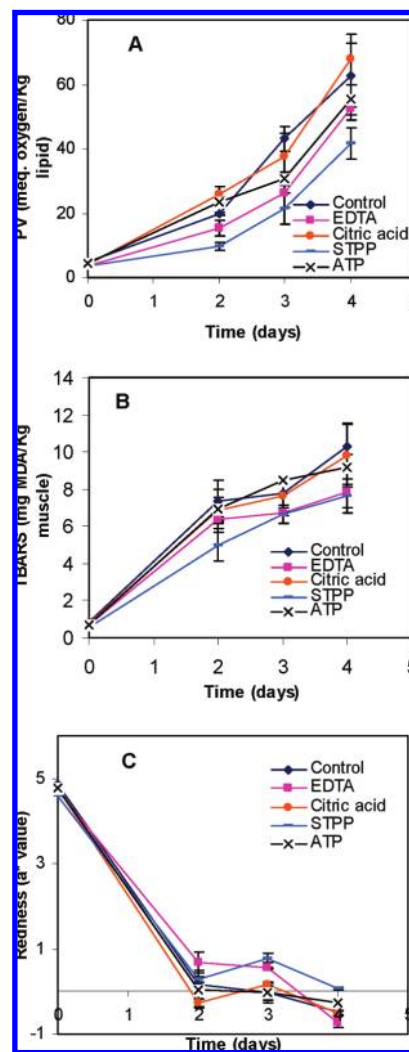 A
PV (meq. oxygen/Kg
lipid)
80
60
40
20
0
Control
EDTA
Citric acid
STPP
ATP
0 1 2 3 4 5
Time (days)
B
TBARS (mg MDA/Kg
muscle)
14
12
10
8
6
4
2
0
Control
EDTA
Citric acid
STPP
ATP
0 1 2 3 4 5
Time (days)
C
Redness (a* value)
5
3
1
-1
Control
EDTA
Citric acid
STPP
ATP
0 1 2 3 4 5
Time (days)